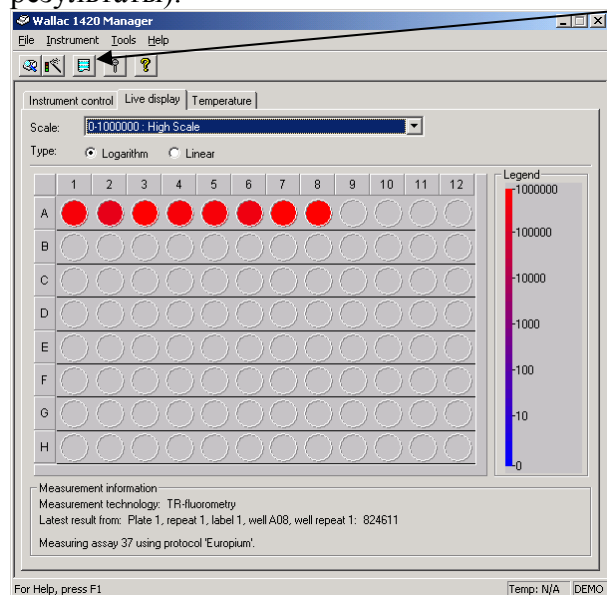 результаты).
Wallac 1420 Manager
File Instrument Tools Help
Instrument control Live display Temperature
Scale: 0-1000000 : High Scale
Type: Logarithm Linear
Legend
1 2 3 4 5 6 7 8 9 10 11 12
A
B
C
D
E
F
G
H
1000000
100000
10000
1000
100
10
0
Measurement information
Measurement technology: TR-fluorometry
Latest result from: Plate 1, repeat 1, label 1, well A08, well repeat 1: 824611
Measuring assay 37 using protocol 'Europium'.
For Help, press F1 Temp: N/A DEMO